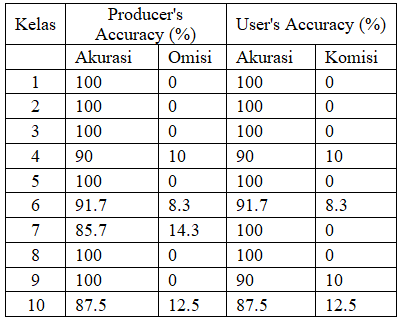 Kelas Producer's Accuracy (%) User's Accuracy (%)
Akurasi Omisi Akurasi Komisi
1 100 0 100 0
2 100 0 100 0
3 100 0 100 0
4 90 10 90 10
5 100 0 100 0
6 91.7 8.3 91.7 8.3
7 85.7 14.3 100 0
8 100 0 100 0
9 100 0 90 10
10 87.5 12.5 87.5 12.5